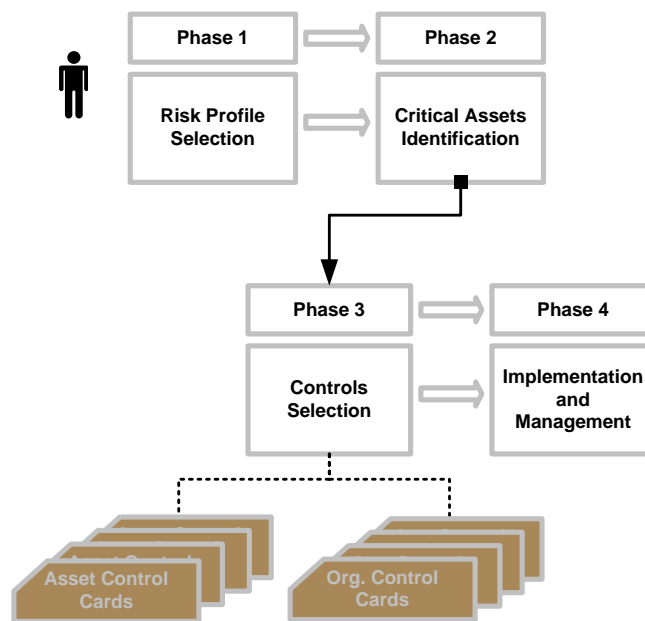 Phase 1
Phase 2
Risk Profile
Selection
Critical Assets
Identification
Phase 3
Phase 4
Controls
Selection
Implementation
and
Management
Asset Control
Cards
Org. Control
Cards